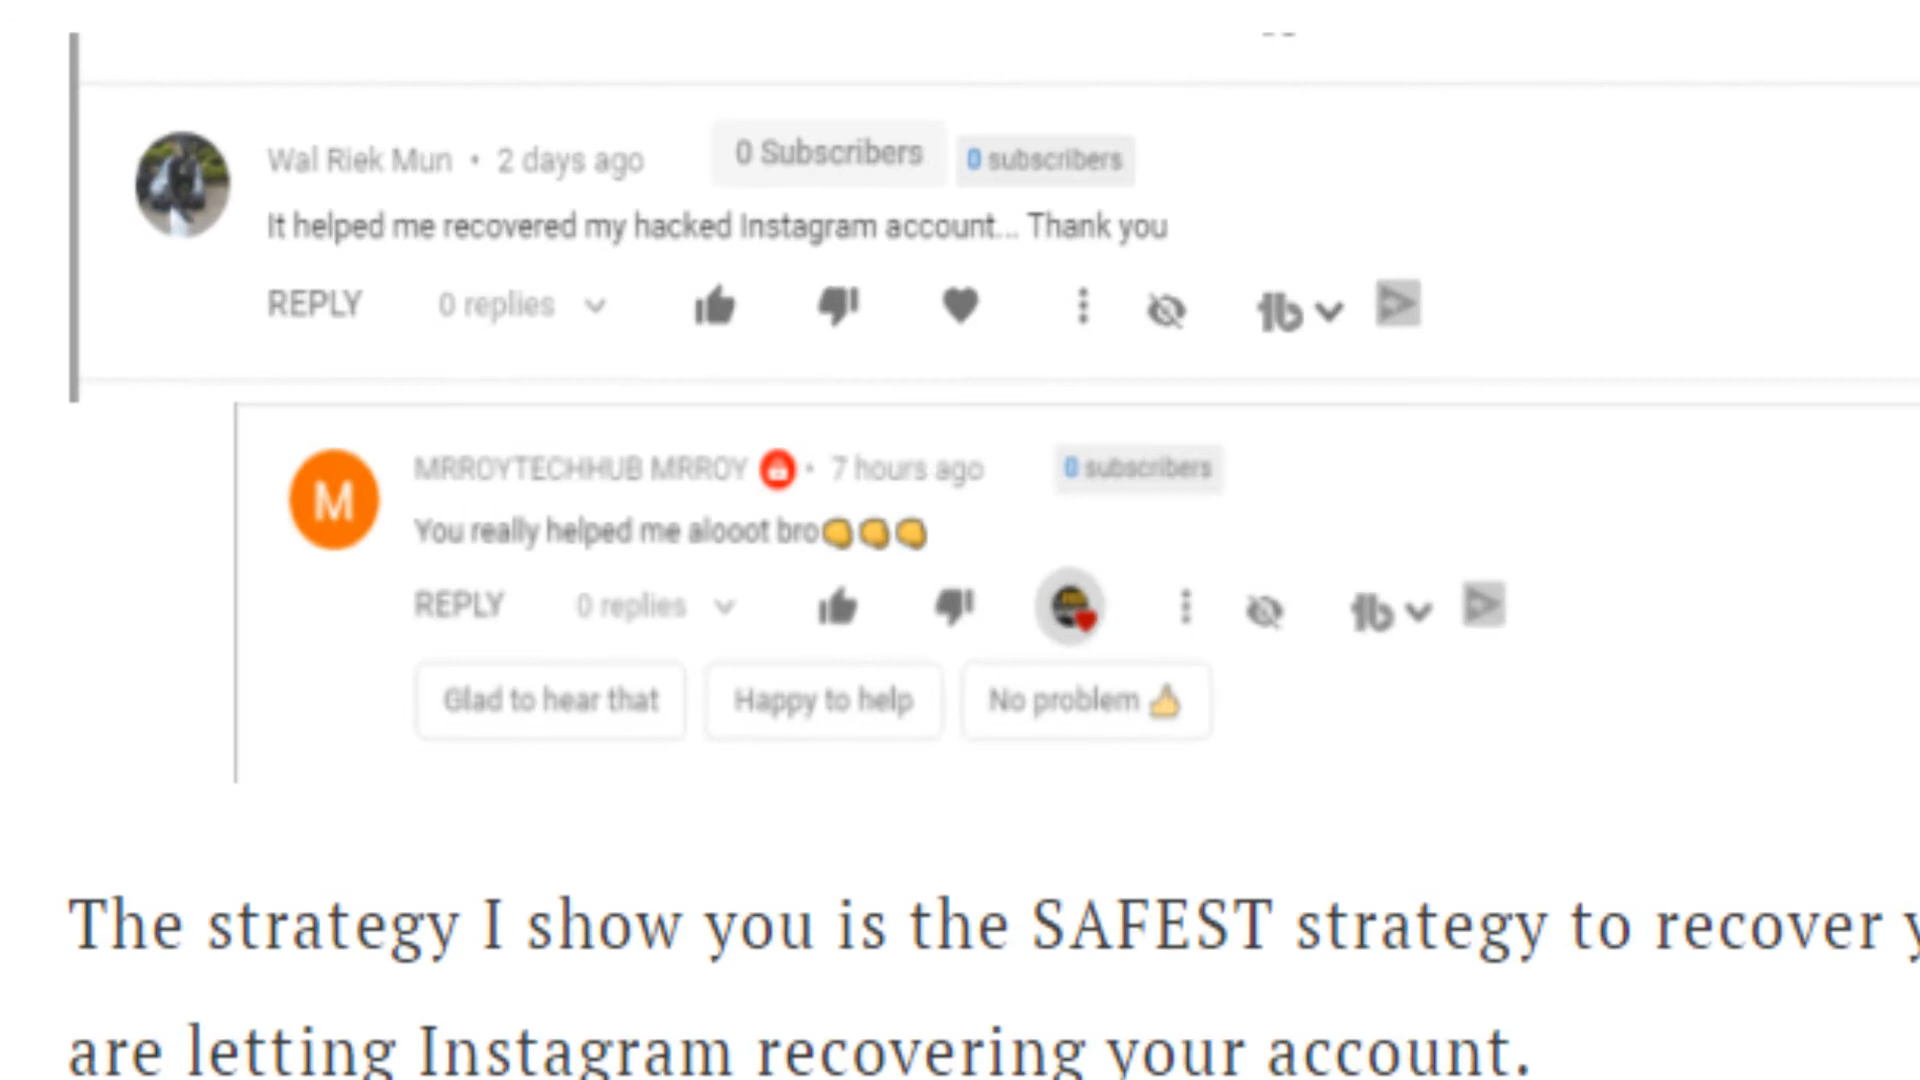 Wal Riek Mun • 2 days ago 0 Subscribers 0 subscribers
It helped me recovered my hacked Instagram account... Thank you
REPLY 0 replies
MRROYTECHHUB MRROY • 7 hours ago 0 subscribers
You really helped me alooot bro
REPLY 0 replies
Glad to hear that Happy to help No problem 👍
The strategy I show you is the SAFEST strategy to recover y
are letting Instagram recovering your account.